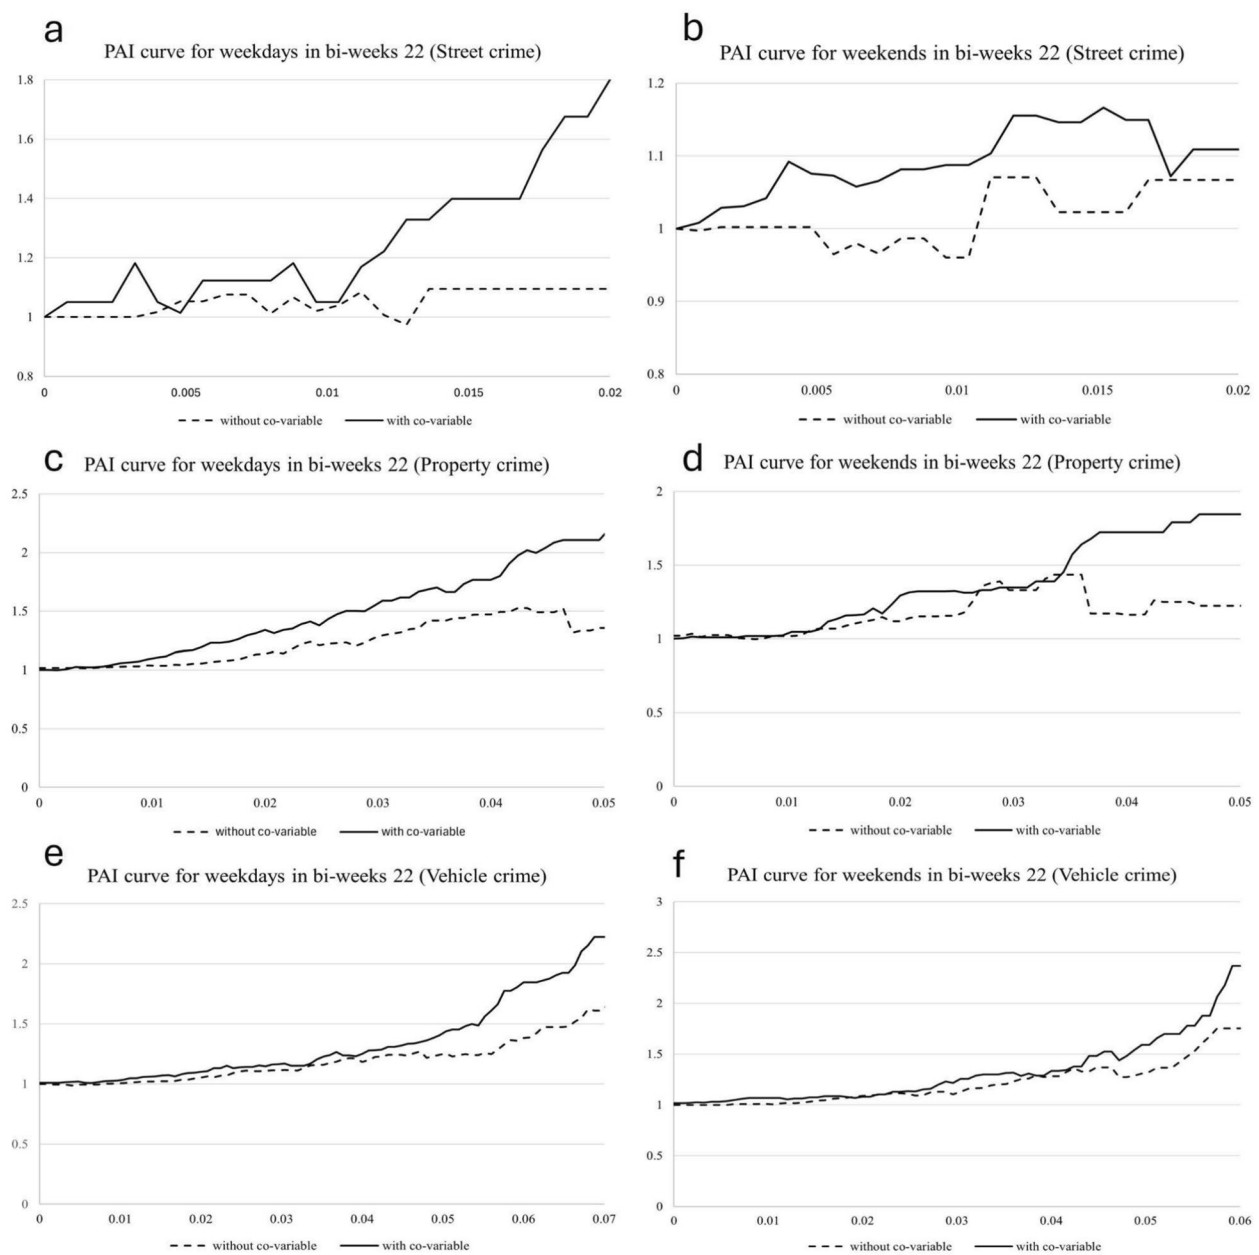 a
PAI curve for weekdays in bi-weeks 22 (Street crime)
1.8
1.6
1.4
1.2
1
0.8
0 0.005 0.01 0.015 0.02
without co-variable with co-variable
b
PAI curve for weekends in bi-weeks 22 (Street crime)
1.2
1.1
1
0.9
0.8
0 0.005 0.01 0.015 0.02
without co-variable with co-variable
c
PAI curve for weekdays in bi-weeks 22 (Property crime)
2.5
2
1.5
1
0.5
0
0 0.01 0.02 0.03 0.04 0.05
without co-variable with co-variable
d
PAI curve for weekends in bi-weeks 22 (Property crime)
2
1.5
1
0.5
0
0 0.01 0.02 0.03 0.04 0.05
without co-variable with co-variable
e
PAI curve for weekdays in bi-weeks 22 (Vehicle crime)
2.5
2
1.5
1
0.5
0
0 0.01 0.02 0.03 0.04 0.05 0.06 0.07
without co-variable with co-variable
f
PAI curve for weekends in bi-weeks 22 (Vehicle crime)
3
2.5
2
1.5
1
0.5
0
0 0.01 0.02 0.03 0.04 0.05 0.06
without co-variable with co-variable